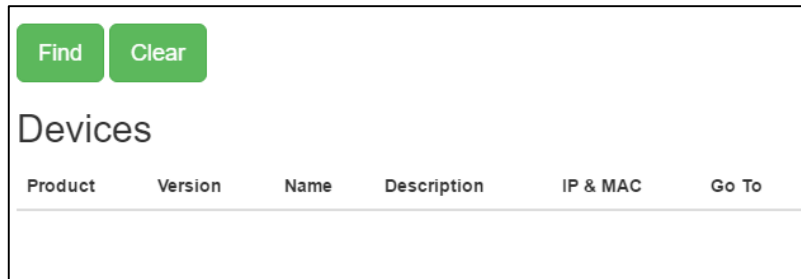 Find Clear
Devices
Product Version Name Description IP & MAC Go To